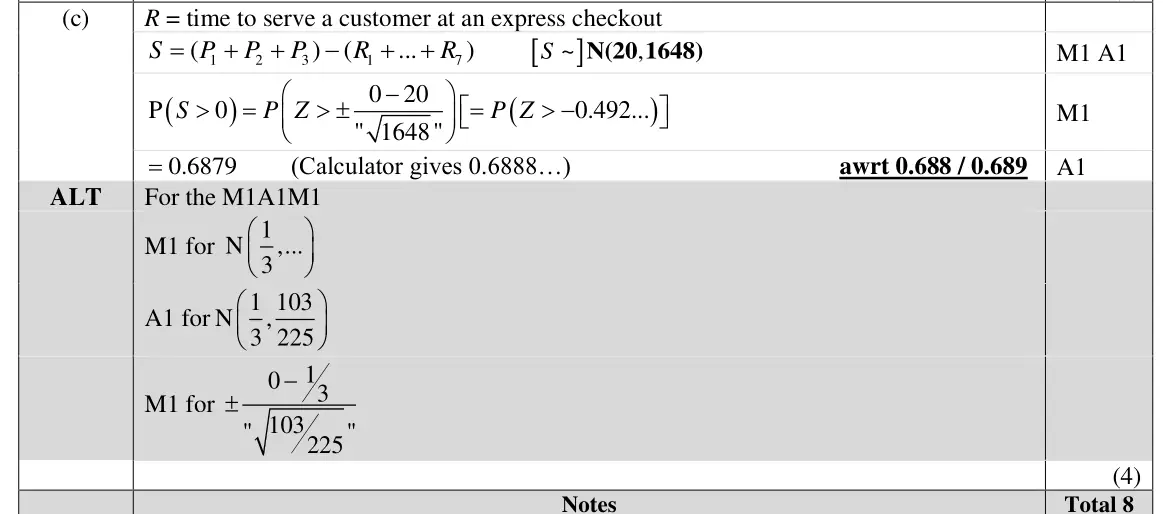 (c) R = time to serve a customer at an express checkout
S = (P₁ + P₂ + P₃) − (R₁ + ... + R₇) [S ~] N(20,1648) M1 A1
P(S > 0) = P(Z > ± (0 − 20)/("√1648")) [= P(Z > −0.492...)] M1
= 0.6879 (Calculator gives 0.6888…) awrt 0.688 / 0.689 A1
ALT For the M1A1M1
M1 for N(1/3,...)
A1 for N(1/3, 103/225)
M1 for ± (0 – 1/3)/("√(103/225)")
(4)
Notes Total 8